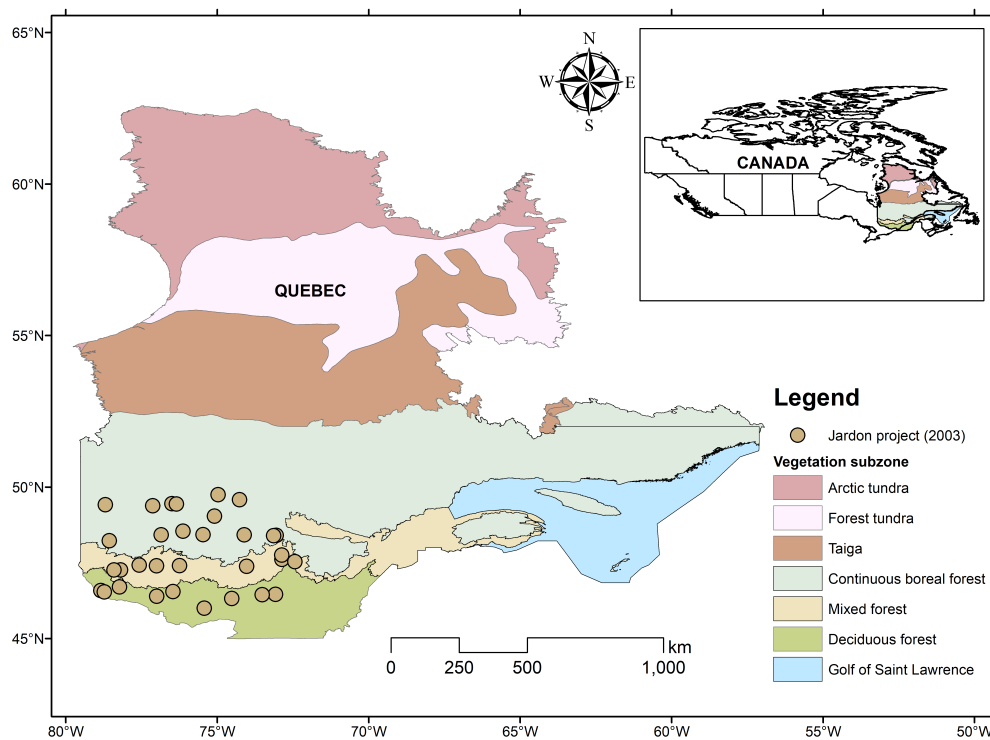 65°N
60°N
55°N
50°N
45°N
80°W
75°W
70°W
65°W
60°W
55°W
50°W
N
W
E
S
CANADA
QUEBEC
Legend
Jardon project (2003)
Vegetation subzone
Arctic tundra
Forest tundra
Taiga
Continuous boreal forest
Mixed forest
Deciduous forest
Golf of Saint Lawrence
km
0 250 500 1,000